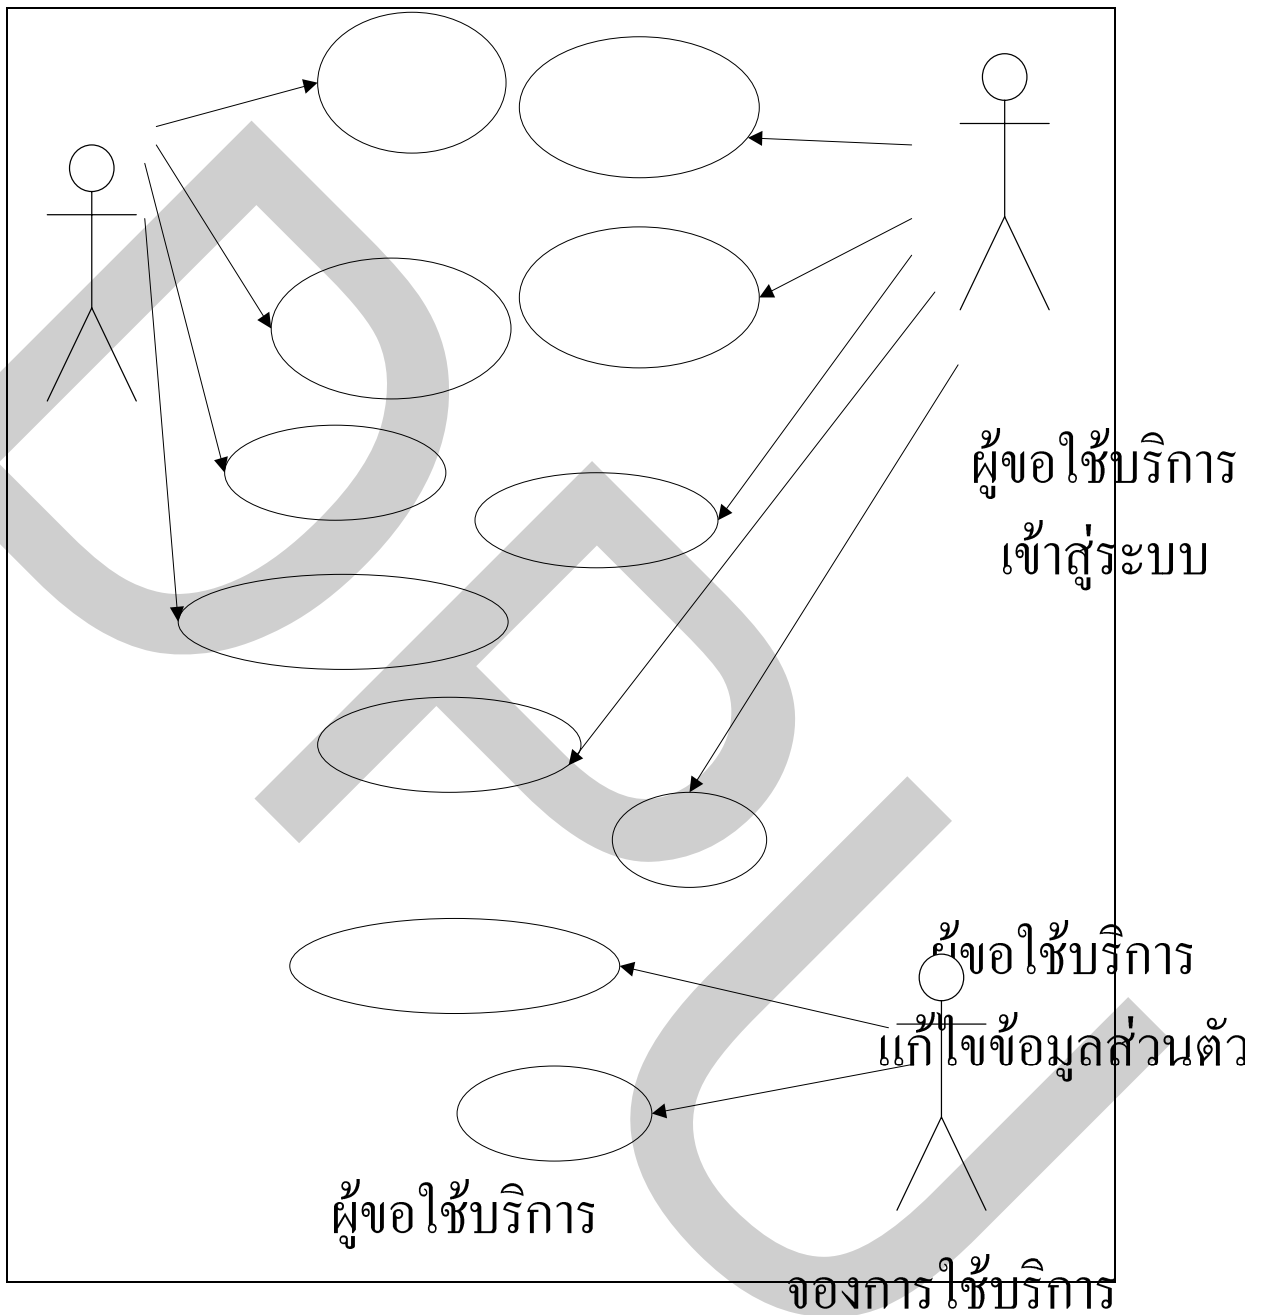 ผู้ขอใช้บริการ
เข้าสู่ระบบ
ผู้ขอใช้บริการ
แก้ไขข้อมูลส่วนตัว
ผู้ขอใช้บริการ
จองการใช้บริการ
DPU